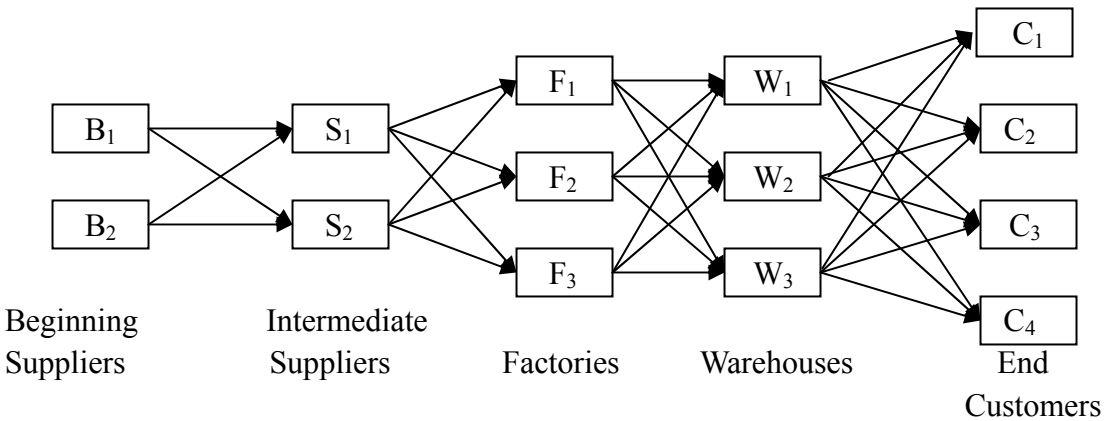 C₁
F₁ W₁
B₁ S₁ C₂
F₂ W₂
B₂ S₂ C₃
F₃ W₃
C₄
Beginning Intermediate
Suppliers Suppliers Factories Warehouses End
Customers